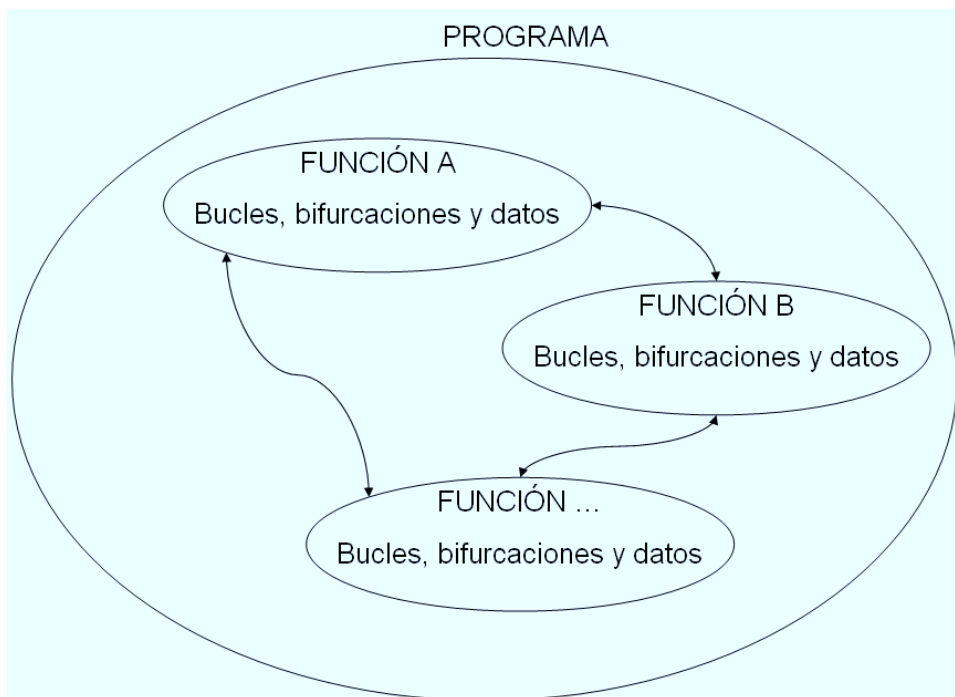 PROGRAMA
FUNCIÓN A
Bucles, bifurcaciones y datos
FUNCIÓN B
Bucles, bifurcaciones y datos
FUNCIÓN ...
Bucles, bifurcaciones y datos